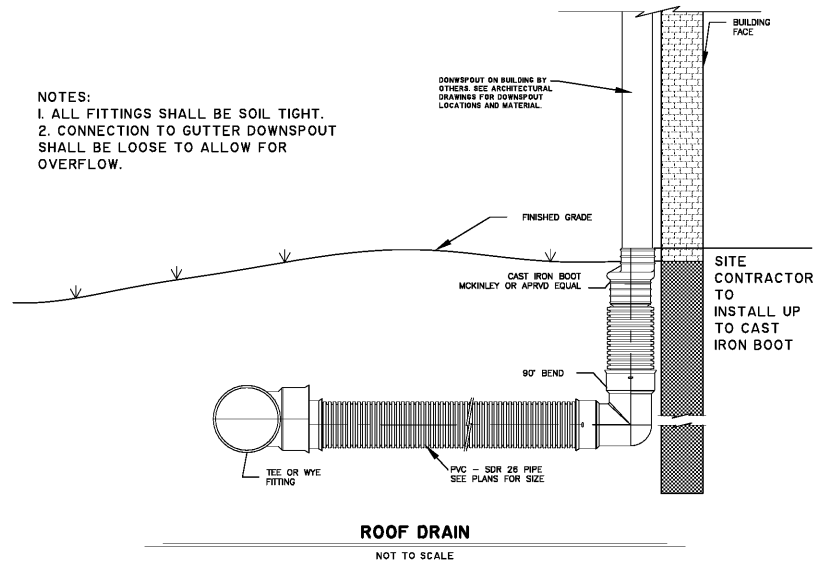 BUILDING
FACE
DONWSPOUT ON BUILDING BY
OTHERS. SEE ARCHITECTURAL
DRAWINGS FOR DOWNSPOUT
LOCATIONS AND MATERIAL.
NOTES:
1. ALL FITTINGS SHALL BE SOIL TIGHT.
2. CONNECTION TO GUTTER DOWNSPOUT
SHALL BE LOOSE TO ALLOW FOR
OVERFLOW.
FINISHED GRADE
CAST IRON BOOT
MCKINLEY OR APRVD EQUAL
SITE
CONTRACTOR
TO
INSTALL UP
TO CAST
IRON BOOT
90° BEND
TEE OR WYE
FITTING
PVC - SDR 26 PIPE
SEE PLANS FOR SIZE
ROOF DRAIN
NOT TO SCALE